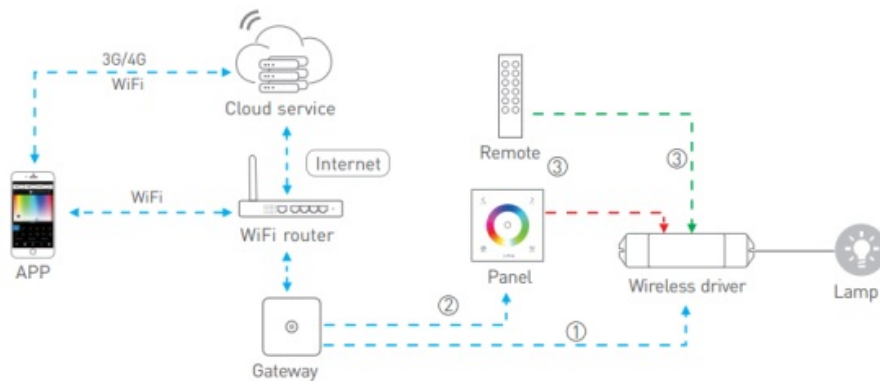 3G/4G
WiFi
Cloud service
Internet
WiFi
WiFi router
APP
Gateway
Remote
③
③
Panel
②
①
Wireless driver
Lamp